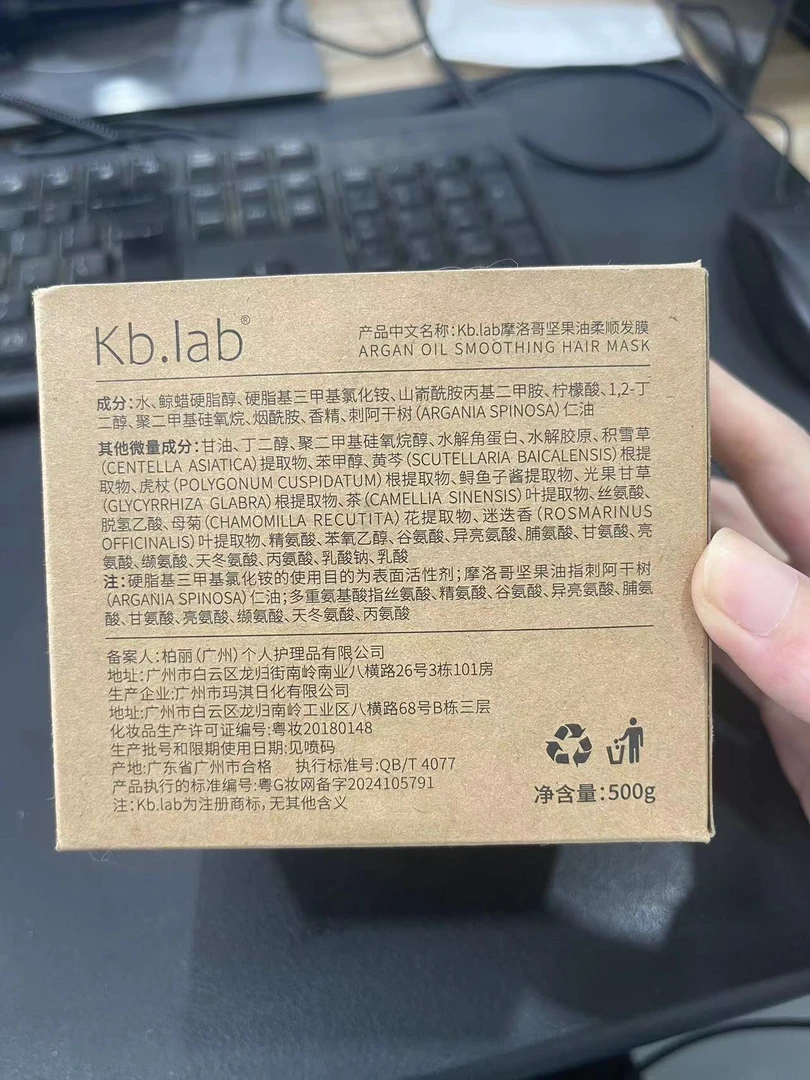 Kb.lab®
产品中文名称:Kb.lab摩洛哥坚果油柔顺发膜
ARGAN OIL SMOOTHING HAIR MASK
成分:水、鲸蜡硬脂醇、硬脂基三甲基氯化铵、山嵛酰胺丙基二甲胺、柠檬酸、1,2-丁
二醇、聚二甲基硅氧烷、烟酰胺、香精、刺阿干树(ARGANIA SPINOSA)仁油
其他微量成分:甘油、丁二醇、聚二甲基硅氧烷醇、水解角蛋白、水解胶原、积雪草
(CENTELLA ASIATICA)提取物、苯甲醇、黄芩(SCUTELLARIA BAICALENSIS)根提
取物、虎杖(POLYGONUM CUSPIDATUM)根提取物、鲟鱼子酱提取物、光果甘草
(GLYCYRRHIZA GLABRA)根提取物、茶(CAMELLIA SINENSIS)叶提取物、丝氨酸、
脱氢乙酸、母菊(CHAMOMILLA RECUTITA)花提取物、迷迭香(ROSMARINUS
OFFICINALIS)叶提取物、精氨酸、苯氧乙醇、谷氨酸、异亮氨酸、脯氨酸、甘氨酸、亮
氨酸、缬氨酸、天冬氨酸、丙氨酸、乳酸钠、乳酸
注:硬脂基三甲基氯化铵的使用目的为表面活性剂;摩洛哥坚果油指刺阿干树
(ARGANIA SPINOSA)仁油;多重氨基酸指丝氨酸、精氨酸、谷氨酸、异亮氨酸、脯氨
酸、甘氨酸、亮氨酸、缬氨酸、天冬氨酸、丙氨酸
备案人:柏丽(广州)个人护理品有限公司
地址:广州市白云区龙归街南岭南业八横路26号3栋101房
生产企业:广州市玛淇日化有限公司
地址:广州市白云区龙归南岭工业区八横路68号B栋三层
化妆品生产许可证编号:粤妆20180148
生产批号和限期使用日期:见喷码
产地:广东省广州市合格 执行标准号:QB/T 4077
产品执行的标准编号:粤G妆网备字2024105791
注:Kb.lab为注册商标,无其他含义
净含量:500g